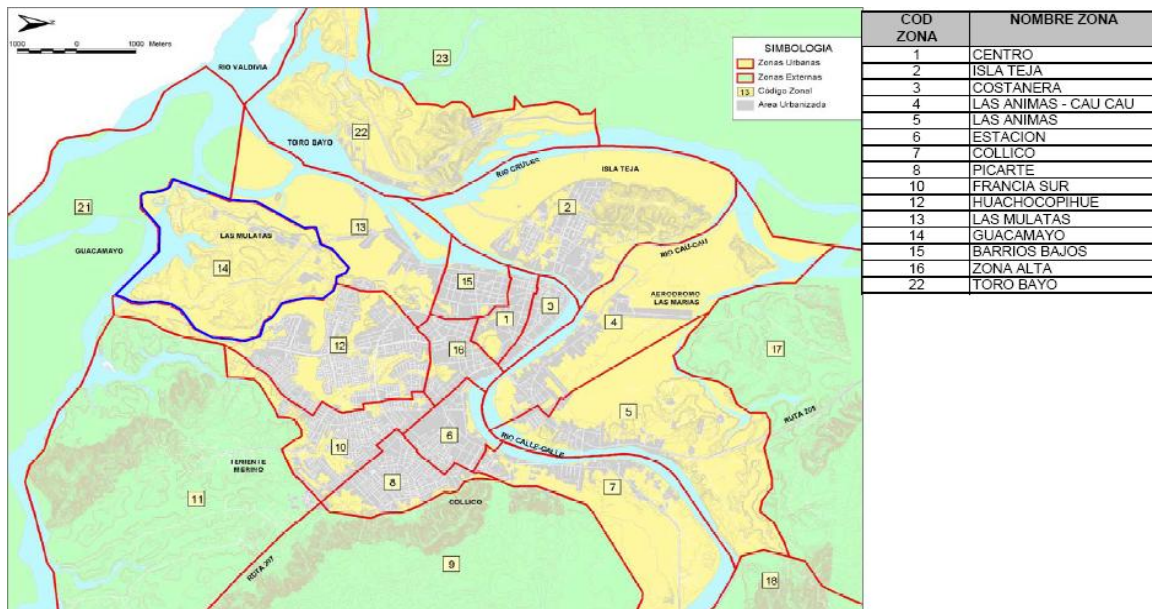 1000 0 1000 Meters
RIO VALDIVIA
23
SIMBOLOGIA
Zonas Urbanas
Zonas Externas
13 Código Zonal
Area Urbanizada
22
TORO BAYO
RIO CRUCES
ISLA TEJA
21
2
LAS MULATAS
13
GUACAMAYO
RIO CAU-CAU
14
15
AERODROMO
LAS MARIAS
3
1
4
12
16
17
5
RUTA 205
6
RIO CALLE-CALLE
10
TENIENTE
MERINO
8
7
11
COLLICO
RUTA 207
9
18
COD ZONA NOMBRE ZONA
1 CENTRO
2 ISLA TEJA
3 COSTANERA
4 LAS ANIMAS - CAU CAU
5 LAS ANIMAS
6 ESTACION
7 COLLICO
8 PICARTE
10 FRANCIA SUR
12 HUACHOCOPIHUE
13 LAS MULATAS
14 GUACAMAYO
15 BARRIOS BAJOS
16 ZONA ALTA
22 TORO BAYO